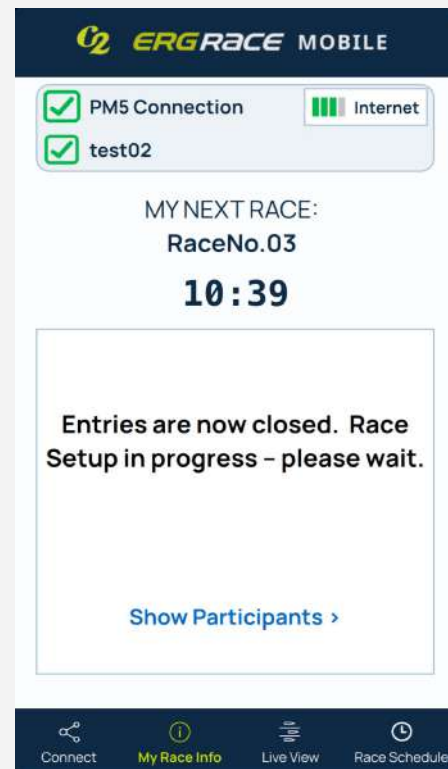 C2 ERGRACE MOBILE
PM5 Connection
Internet
test02
MY NEXT RACE:
RaceNo.03
10:39
Entries are now closed. Race
Setup in progress – please wait.
Show Participants >
Connect
My Race Info
Live View
Race Schedule